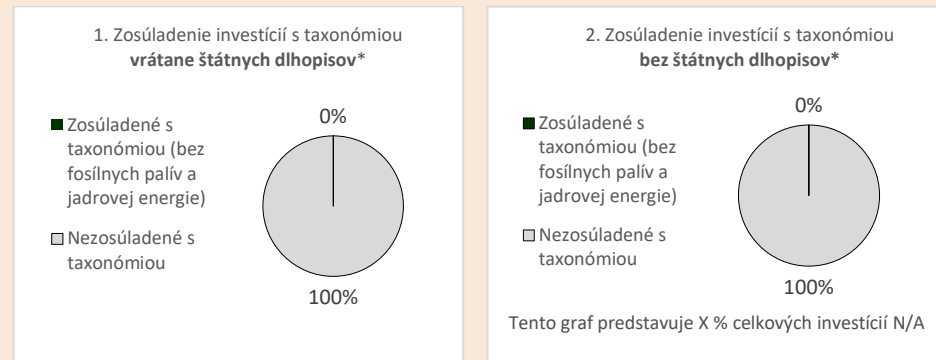 1. Zosúladenie investícií s taxonómiou
vrátane štátnych dlhopisov*
Zosúladené s
taxonómiou (bez
fosílnych palív a
jadrovej energie)
Nezosúladené s
taxonómiou
0%
100%
2. Zosúladenie investícií s taxonómiou
bez štátnych dlhopisov*
Zosúladené s
taxonómiou (bez
fosílnych palív a
jadrovej energie)
Nezosúladené s
taxonómiou
0%
100%
Tento graf predstavuje X % celkových investícií N/A